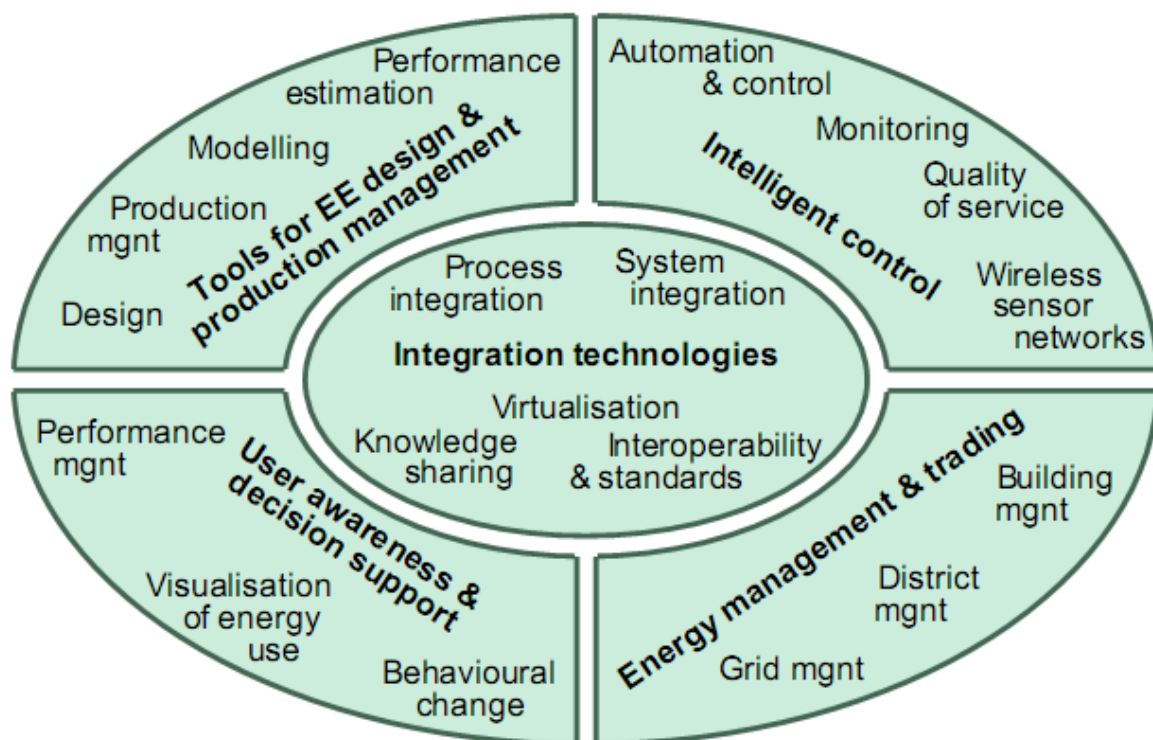 Performance
estimation
Modelling
Production
mgnt
Design
Tools for EE design &
production management
Automation
& control
Monitoring
Quality
of service
Wireless
sensor
networks
Intelligent control
Process
integration
System
integration
Integration technologies
Virtualisation
Knowledge
sharing
Interoperability
& standards
Performance
mgnt
User awareness &
decision support
Visualisation
of energy
use
Behavioural
change
Energy management & trading
Building
mgnt
District
mgnt
Grid mgnt